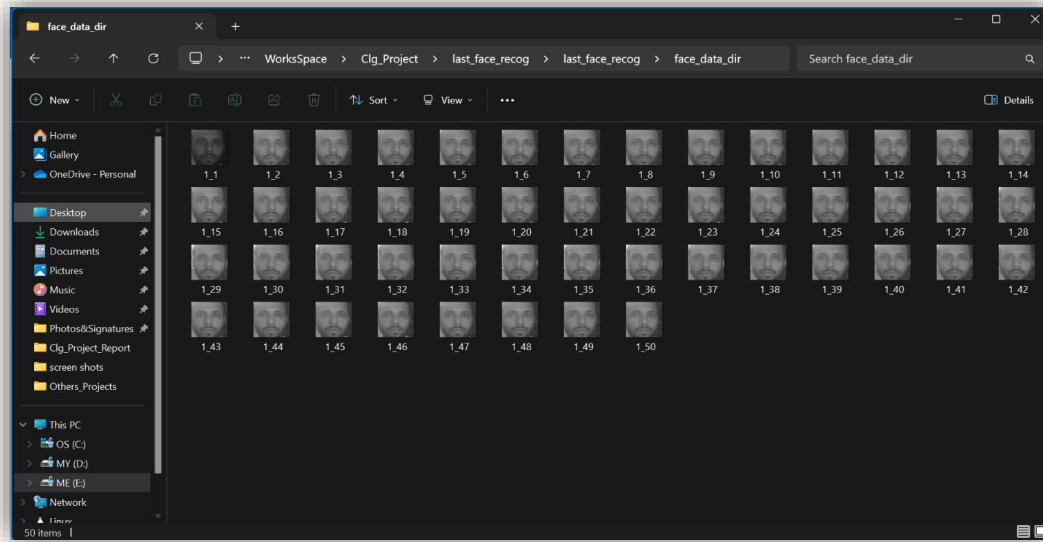 face_data_dir
WorksSpace > Clg_Project > last_face_recog > last_face_recog > face_data_dir
Search face_data_dir
New
Sort
View
Details
Home
Gallery
OneDrive - Personal
Desktop
Downloads
Documents
Pictures
Music
Videos
Photos&Signatures
Clg_Project_Report
screen shots
Others_Projects
This PC
OS (C:)
MY (D:)
ME (E:)
Network
Linux
1_1 1_2 1_3 1_4 1_5 1_6 1_7 1_8 1_9 1_10 1_11 1_12 1_13 1_14
1_15 1_16 1_17 1_18 1_19 1_20 1_21 1_22 1_23 1_24 1_25 1_26 1_27 1_28
1_29 1_30 1_31 1_32 1_33 1_34 1_35 1_36 1_37 1_38 1_39 1_40 1_41 1_42
1_43 1_44 1_45 1_46 1_47 1_48 1_49 1_50
50 items